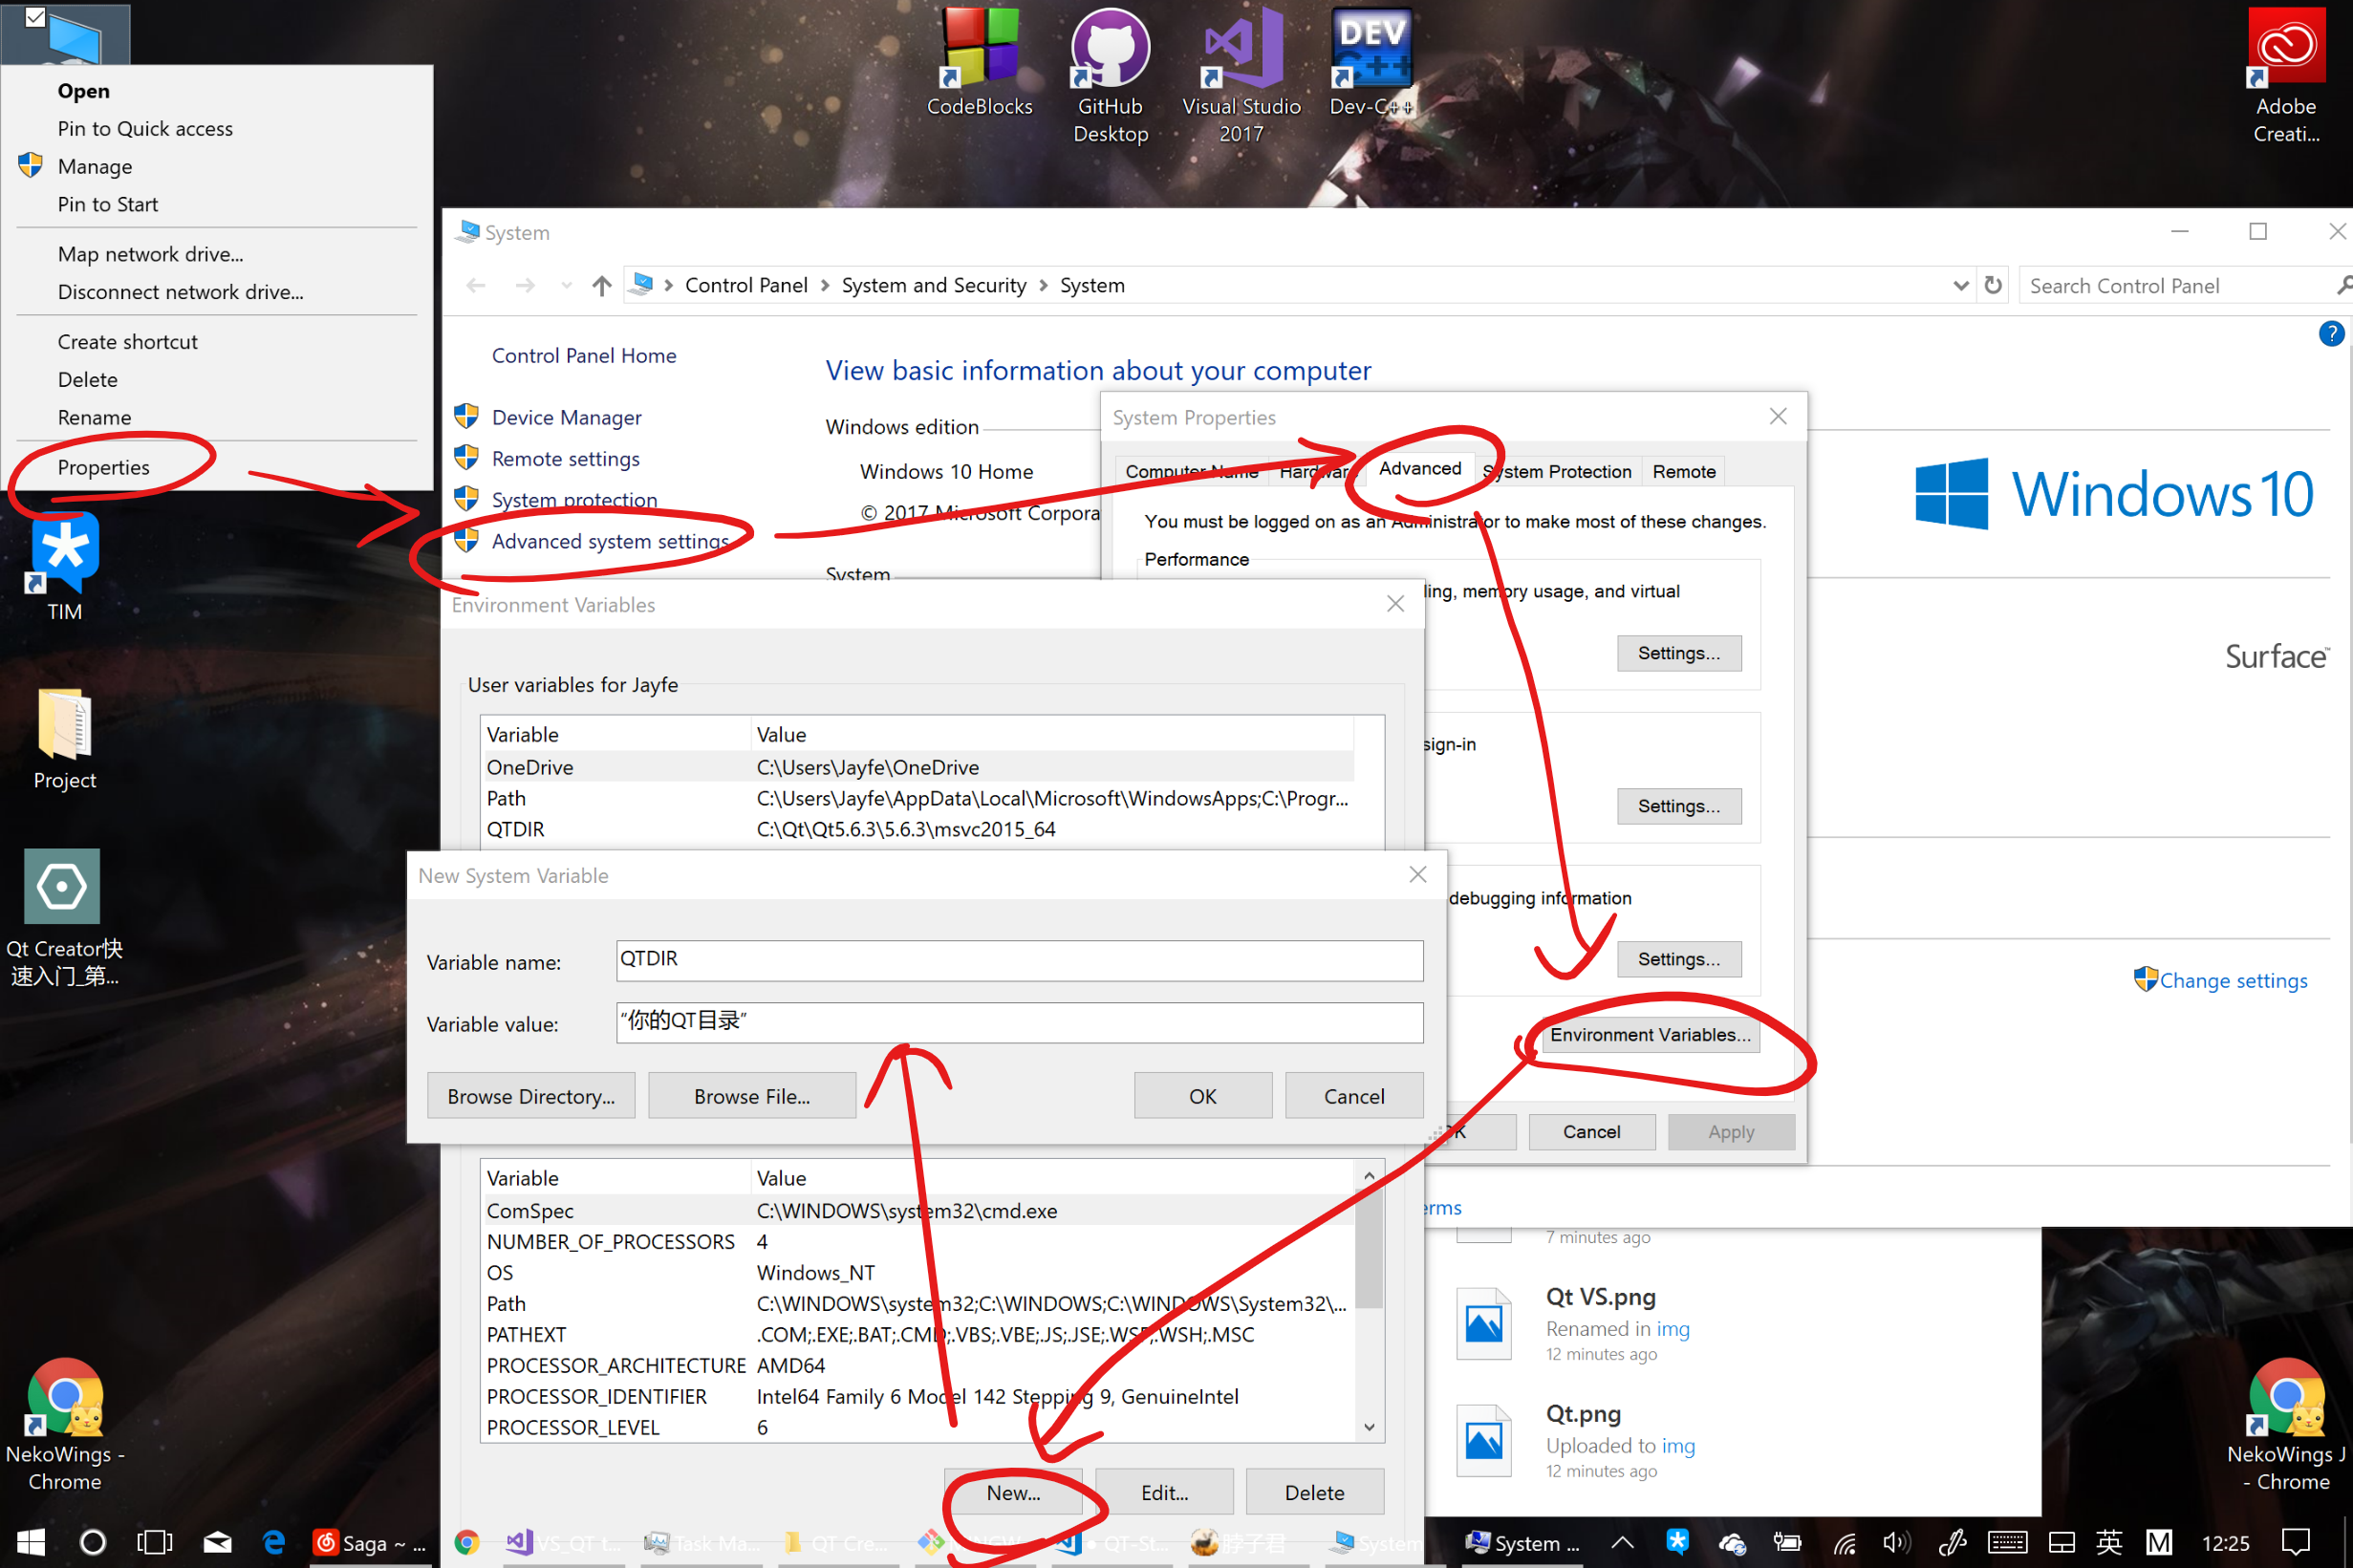 Open
Pin to Quick access
Manage
Pin to Start
Map network drive...
Disconnect network drive...
Create shortcut
Delete
Rename
Properties
TIM
Project
Qt Creator快
速入门_第...
NekoWings -
Chrome
CodeBlocks
GitHub
Desktop
Visual Studio
2017
DEV
C++
Dev-C++
Adobe
Creati...
System
Control Panel
System and Security
System
Search Control Panel
Control Panel Home
Device Manager
Remote settings
System protection
Advanced system settings
View basic information about your computer
Windows edition
Windows 10 Home
© 2017 Microsoft Corpora
System
Windows 10
Surface™
Change settings
System Properties
Computer Name
Hardwar
Advanced
System Protection
Remote
You must be logged on as an Administrator to make most of these changes.
Performance
ling, memory usage, and virtual
Settings...
sign-in
Settings...
debugging information
Settings...
Environment Variables...
Cancel
Apply
Environment Variables
User variables for Jayfe
Variable Value
OneDrive C:\Users\Jayfe\OneDrive
Path C:\Users\Jayfe\AppData\Local\Microsoft\WindowsApps;C:\Progr...
QTDIR C:\Qt\Qt5.6.3\5.6.3\msvc2015_64
New System Variable
Variable name: QTDIR
Variable value: “你的QT目录”
Browse Directory...
Browse File...
OK
Cancel
Variable Value
ComSpec C:\WINDOWS\system32\cmd.exe
NUMBER_OF_PROCESSORS 4
OS Windows_NT
Path C:\WINDOWS\system32;C:\WINDOWS;C:\WINDOWS\System32\...
PATHEXT .COM;.EXE;.BAT;.CMD;.VBS;.VBE;.JS;.JSE;.WSF;.WSH;.MSC
PROCESSOR_ARCHITECTURE AMD64
PROCESSOR_IDENTIFIER Intel64 Family 6 Model 142 Stepping 9, GenuineIntel
PROCESSOR_LEVEL 6
New...
Edit...
Delete
erms
7 minutes ago
Qt VS.png
Renamed in img
12 minutes ago
Qt.png
Uploaded to img
12 minutes ago
NekoWings J
- Chrome
Saga ~ ...
VS_QT t...
Task Ma...
QT Cre...
QT-St...
脖子君
System
System ...
英
M
12:25